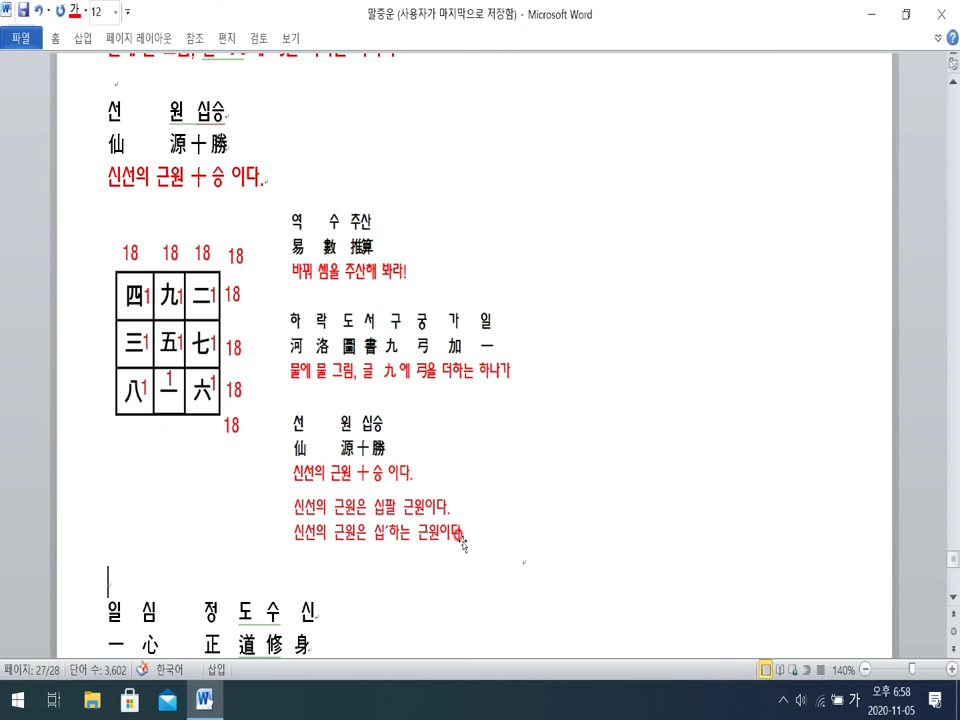 12
말중운 (사용자가 마지막으로 저장함) - Microsoft Word
파일 홈 삽입 페이지 레이아웃 참조 편지 검토 보기
선 원 십승
仙 源 十 勝
신선의 근원 十 승 이다.
역 수 주산
易 數 推算
바꿔 셈을 주산해 봐라!
18 18 18 18
四1 九1 二1 18
三1 五1 七1 18
八1 一1 六1 18
18
하 락 도 서 구 궁 가 일
河 洛 圖 書 九 弓 加 一
물에 물 그림, 글 九 에 弓을 더하는 하나가
선 원 십승
仙 源 十 勝
신선의 근원 十 승 이다.
신선의 근원은 십팔 근원이다.
신선의 근원은 십ˊ하는 근원이다
일 심 정 도 수 신
一 心 正 道 修 身
페이지: 27/28 단어 수: 3,602 한국어 삽입 140%
가 오후 6:58
2020-11-05